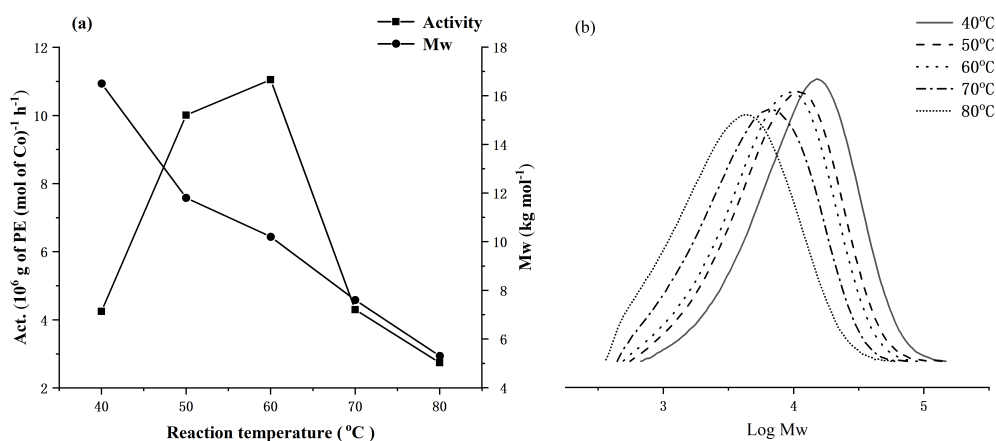 (a)
Activity
Mw
12
10
8
6
4
2
Act. (10⁶ g of PE (mol of Co)⁻¹ h⁻¹)
18
16
14
12
10
8
6
4
Mw (kg mol⁻¹)
40 50 60 70 80
Reaction temperature (°C)
(b)
40℃
50℃
60℃
70℃
80℃
3 4 5
Log Mw